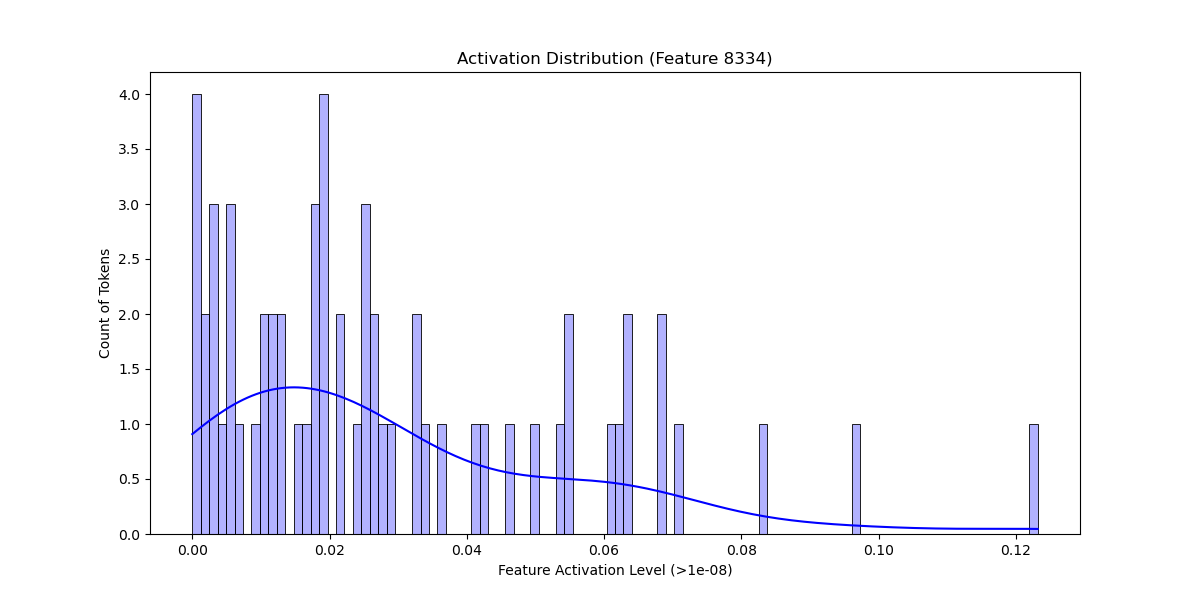 Activation Distribution (Feature 8334)
4.0
3.5
3.0
2.5
2.0
1.5
1.0
0.5
0.0
Count of Tokens
0.00 0.02 0.04 0.06 0.08 0.10 0.12
Feature Activation Level (>1e-08)